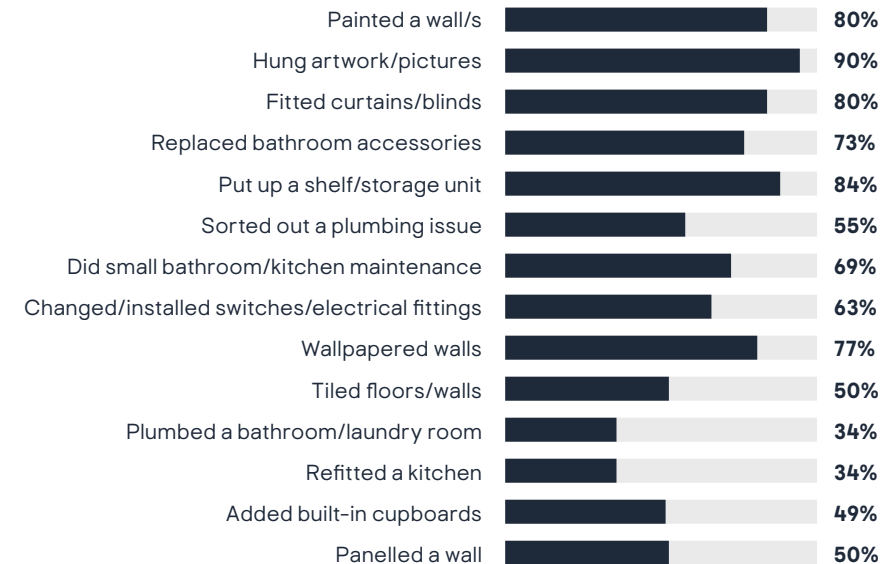 Painted a wall/s 80%
Hung artwork/pictures 90%
Fitted curtains/blinds 80%
Replaced bathroom accessories 73%
Put up a shelf/storage unit 84%
Sorted out a plumbing issue 55%
Did small bathroom/kitchen maintenance 69%
Changed/installed switches/electrical fittings 63%
Wallpapered walls 77%
Tiled floors/walls 50%
Plumbed a bathroom/laundry room 34%
Refitted a kitchen 34%
Added built-in cupboards 49%
Panelled a wall 50%